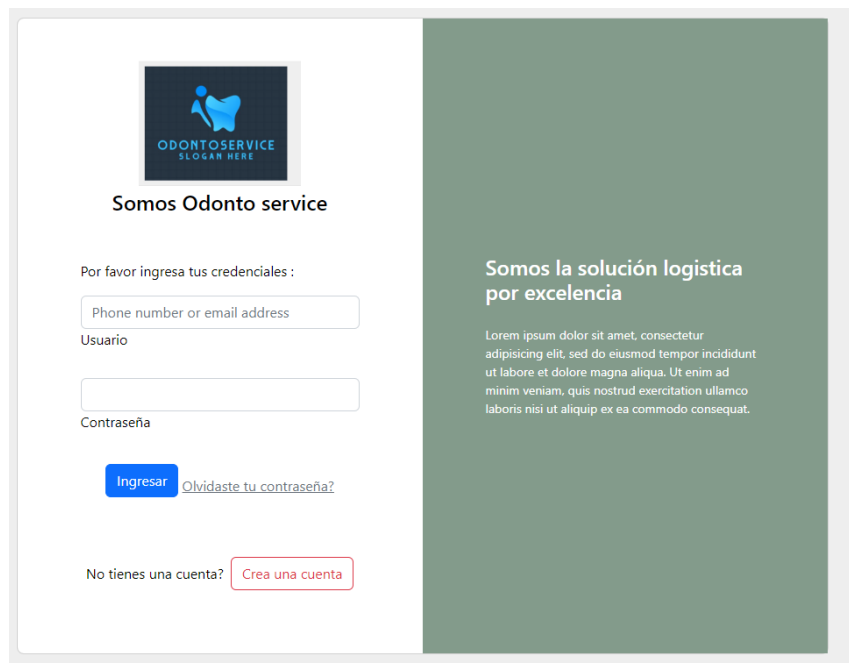 ODONTOSERVICE
SLOGAN HERE
Somos Odonto service
Por favor ingresa tus credenciales :
Phone number or email address
Usuario
Contraseña
Ingresar
Olvidaste tu contraseña?
No tienes una cuenta?
Crea una cuenta
Somos la solución logistica
por excelencia
Lorem ipsum dolor sit amet, consectetur
adipisicing elit, sed do eiusmod tempor incididunt
ut labore et dolore magna aliqua. Ut enim ad
minim veniam, quis nostrud exercitation ullamco
laboris nisi ut aliquip ex ea commodo consequat.